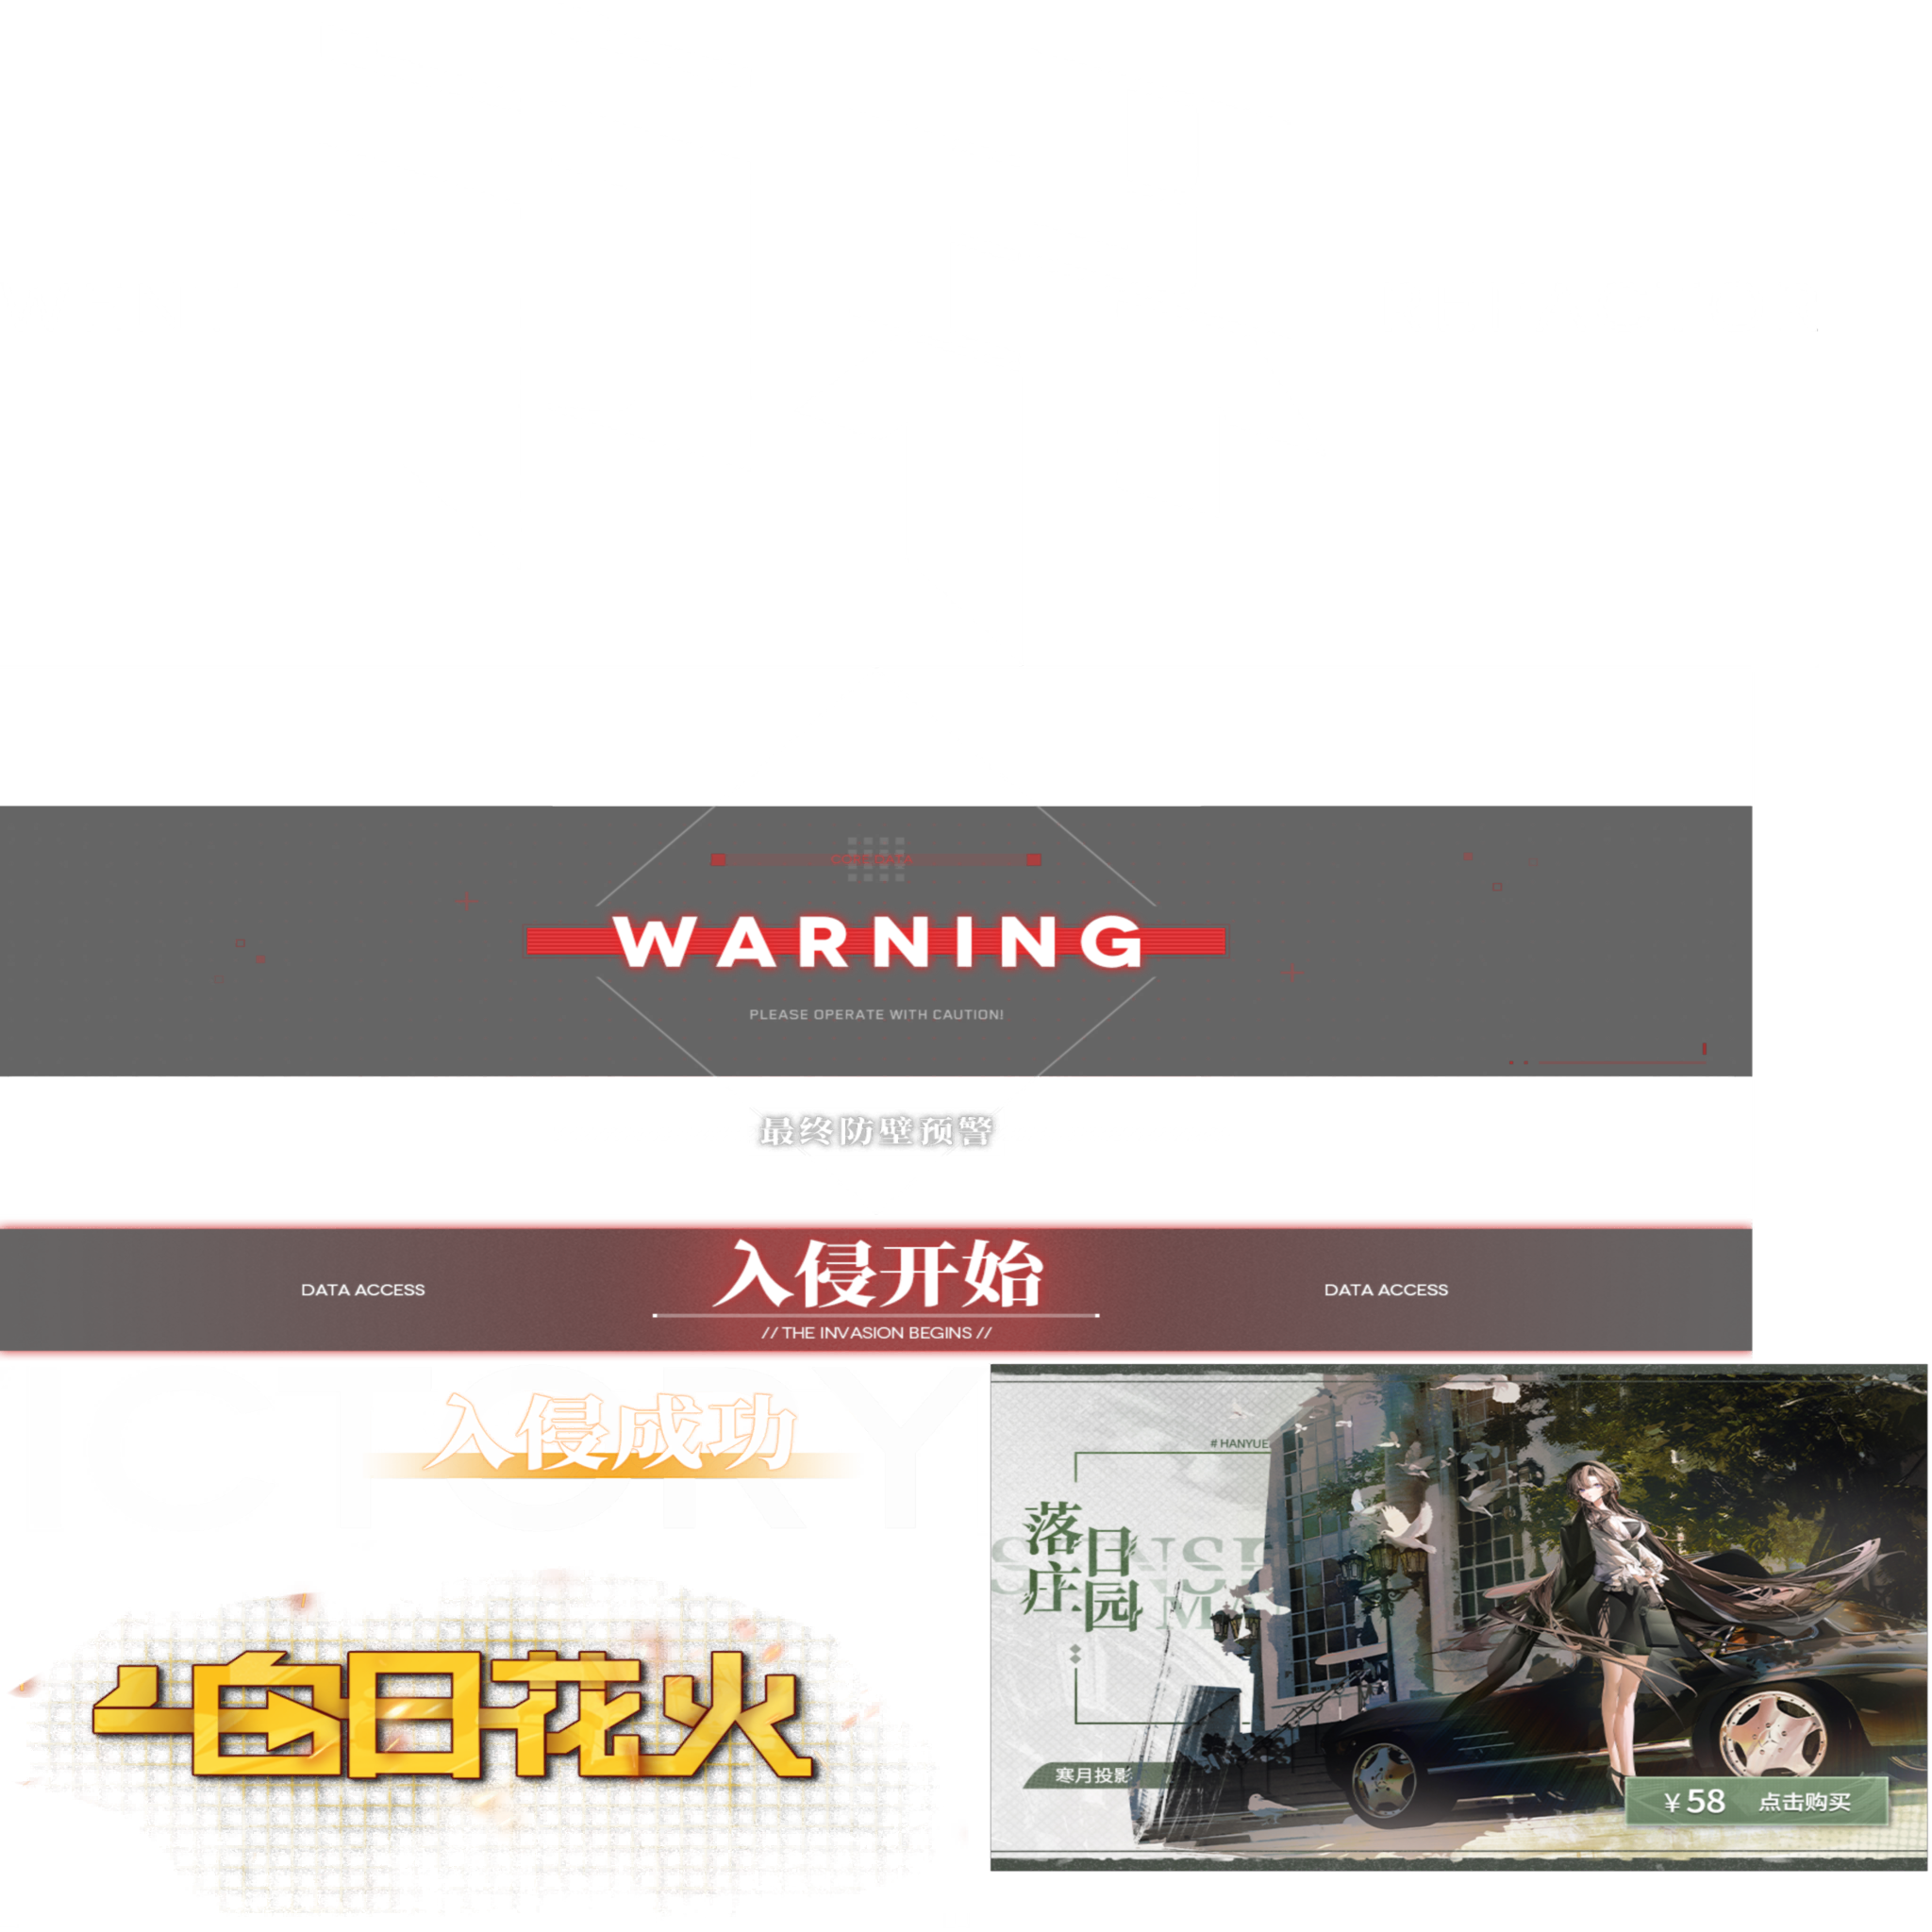 WARNING
PLEASE OPERATE WITH CAUTION!
最终防壁预警
DATA ACCESS
入侵开始
// THE INVASION BEGINS //
DATA ACCESS
入侵成功
白日花火
# HANYUE
落日
庄园
寒月投影
¥58 点击购买